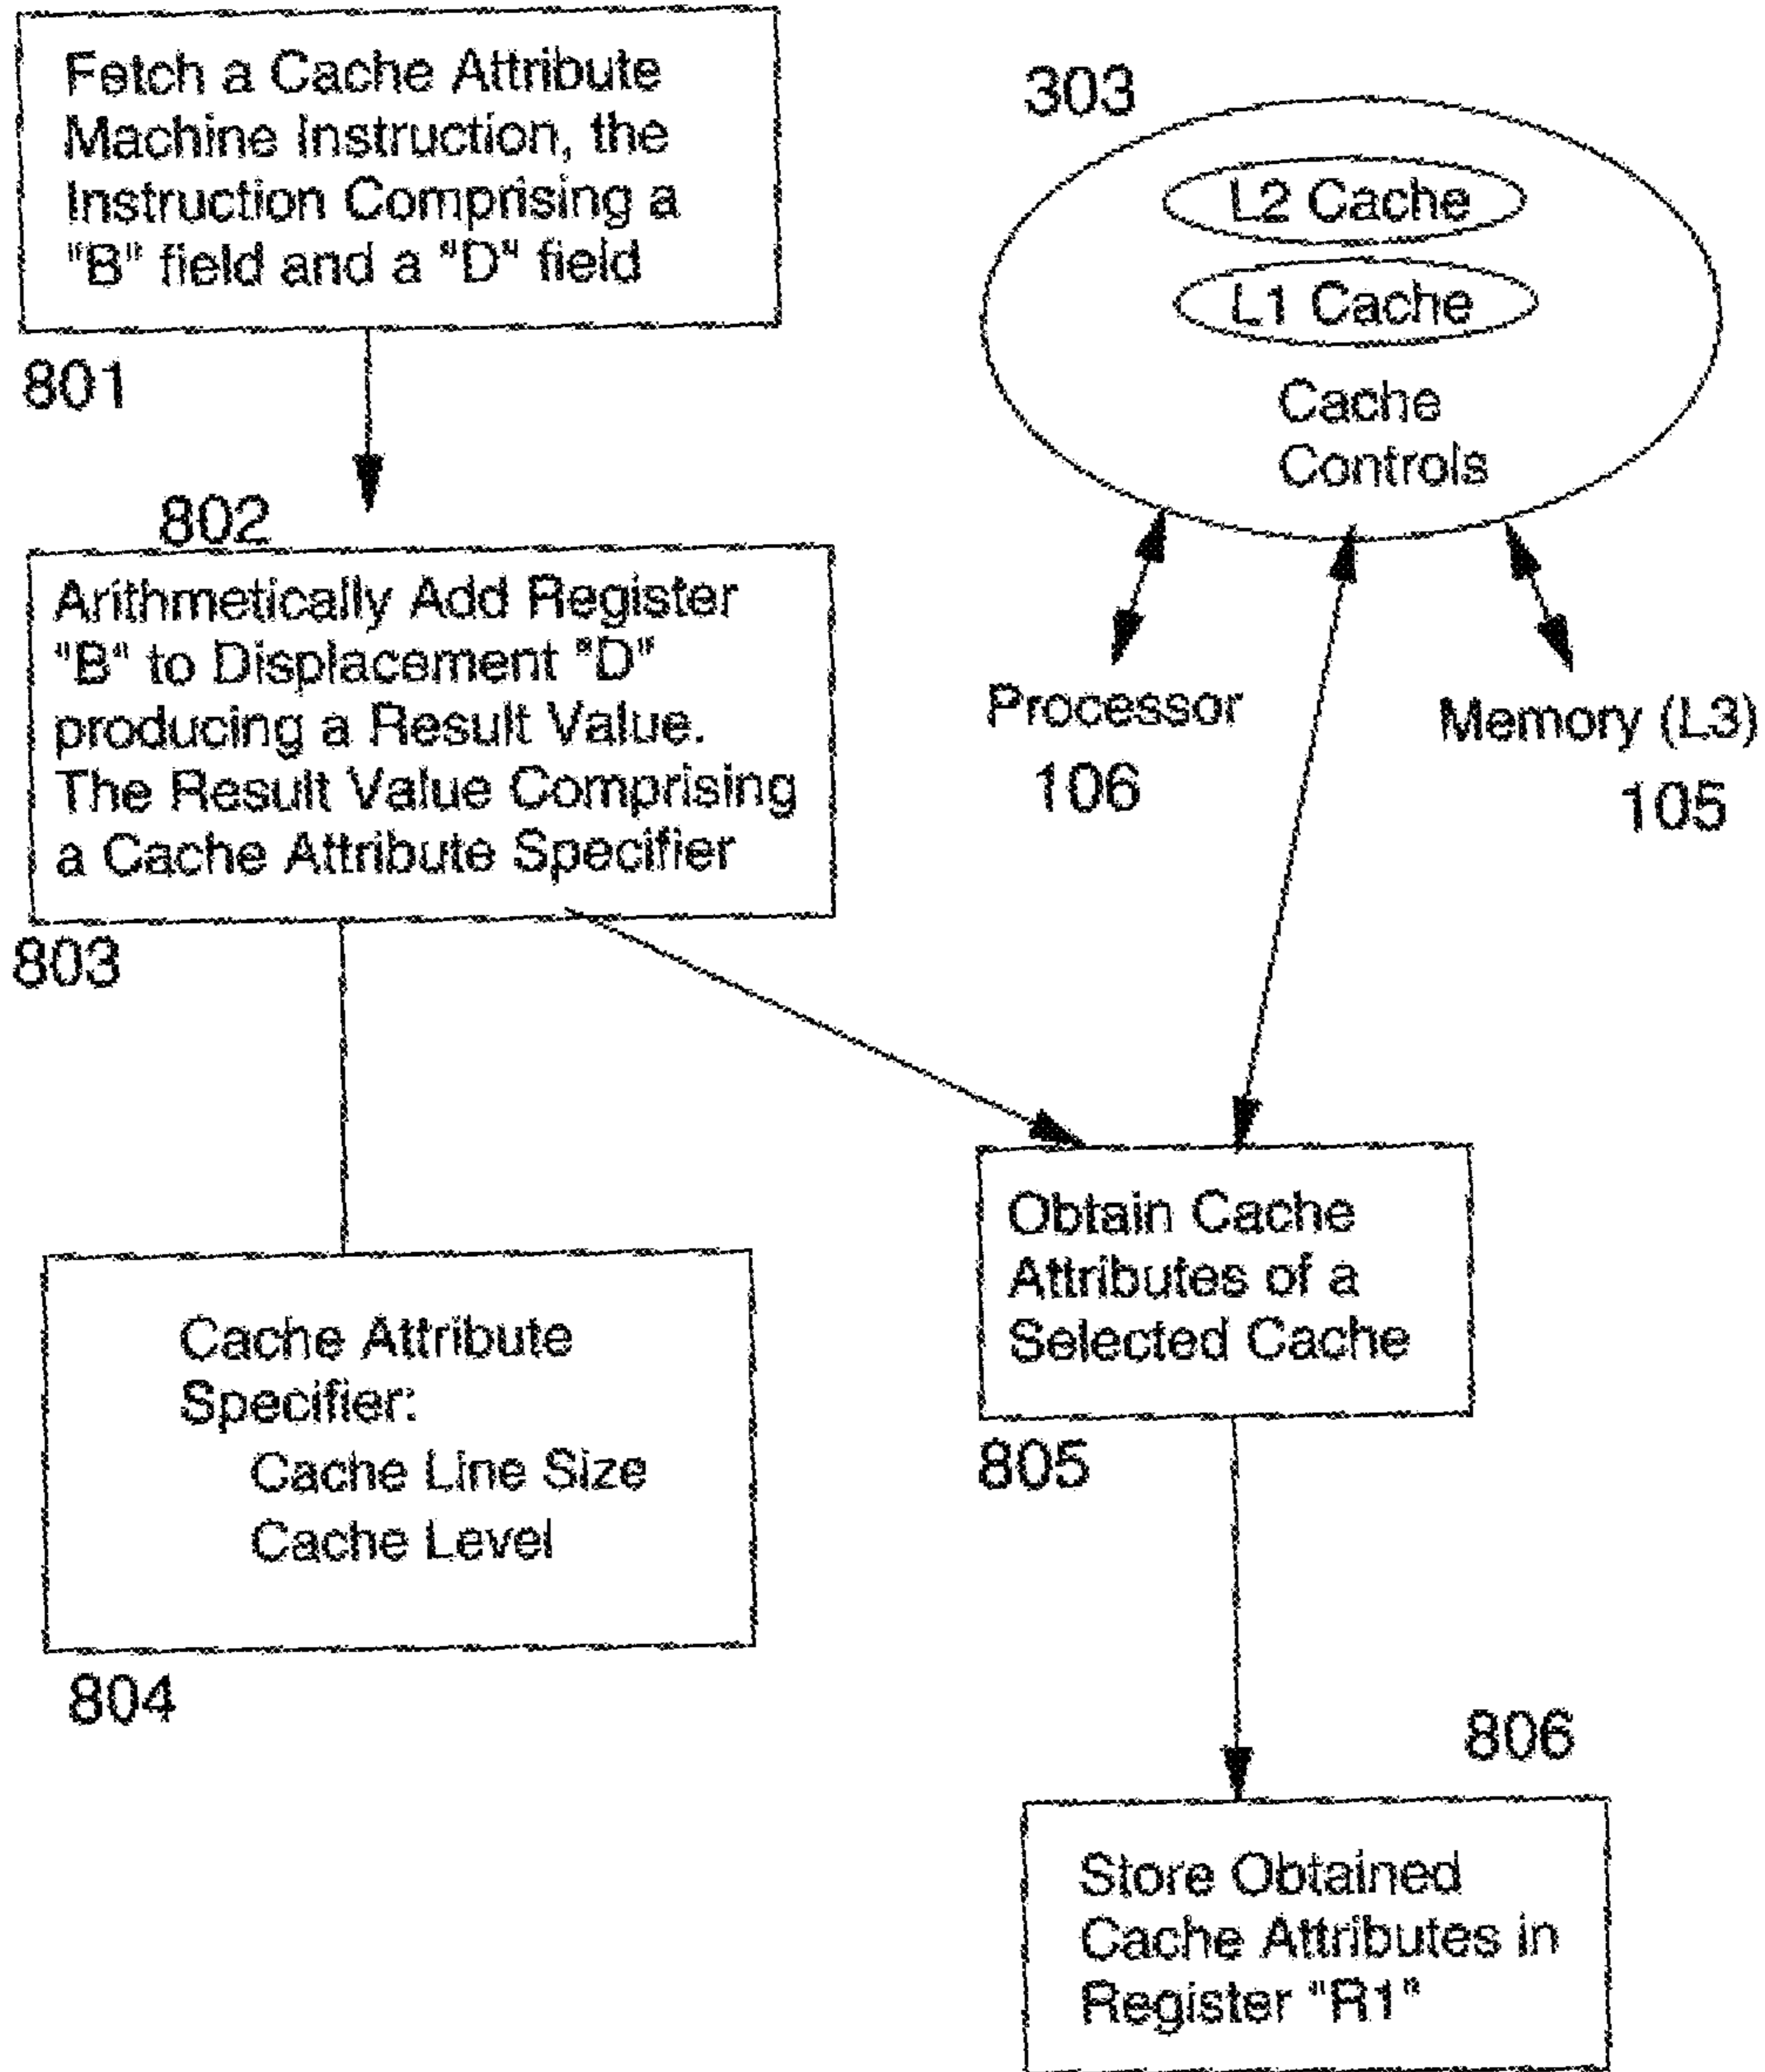 Fetch a Cache Attribute
Machine Instruction, the
Instruction Comprising a
"B" field and a "D" field
801
802
Arithmetically Add Register
"B" to Displacement "D"
producing a Result Value.
The Result Value Comprising
a Cache Attribute Specifier
803
Cache Attribute
Specifier:
Cache Line Size
Cache Level
804
303
L2 Cache
L1 Cache
Cache
Controls
Processor
106
Memory (L3)
105
Obtain Cache
Attributes of a
Selected Cache
805
806
Store Obtained
Cache Attributes in
Register "R1"